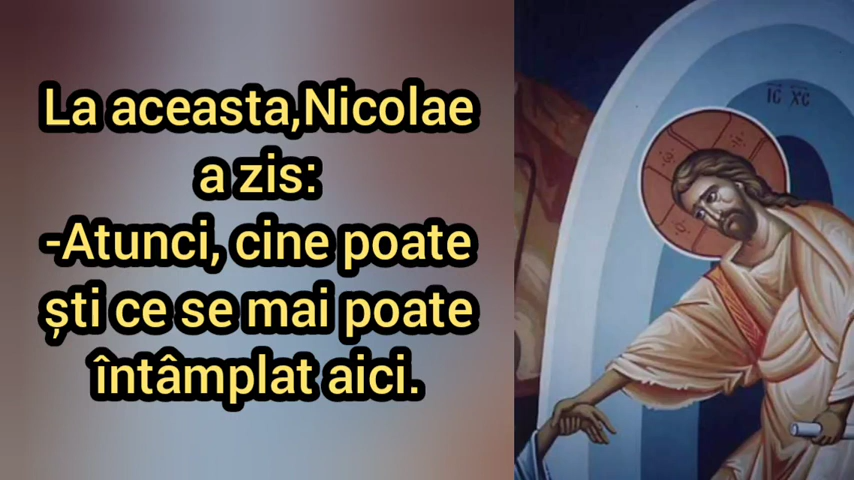 La aceasta,Nicolae
a zis:
-Atunci, cine poate
ști ce se mai poate
întâmplat aici.
IC XC